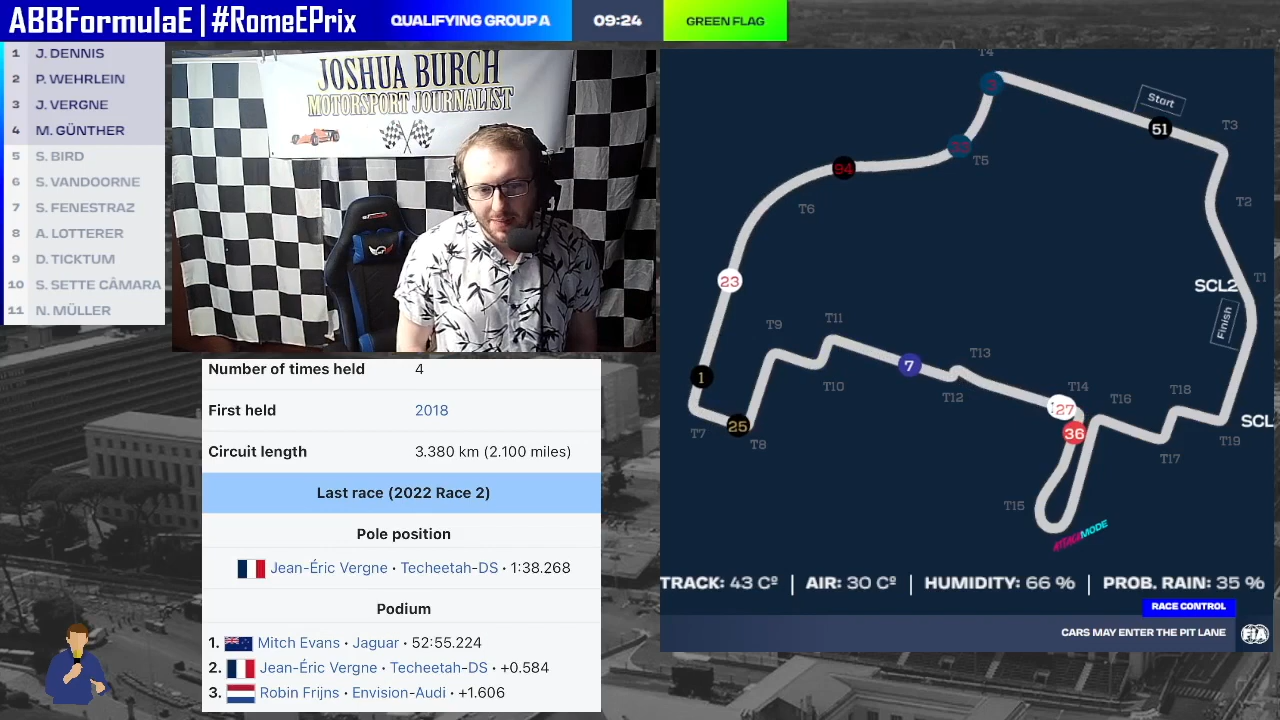 ABBFormulaE | #RomeEPrix
QUALIFYING GROUP A
09:24
GREEN FLAG
1 J. DENNIS
2 P. WEHRLEIN
3 J. VERGNE
4 M. GÜNTHER
5 S. BIRD
6 S. VANDOORNE
7 S. FENESTRAZ
8 A. LOTTERER
9 D. TICKTUM
10 S. SETTE CÂMARA
11 N. MÜLLER
JOSHUA BURCH
MOTORSPORT JOURNALIST
Number of times held 4
First held 2018
Circuit length 3.380 km (2.100 miles)
Last race (2022 Race 2)
Pole position
Jean-Éric Vergne · Techeetah-DS · 1:38.268
Podium
1. Mitch Evans · Jaguar · 52:55.224
2. Jean-Éric Vergne · Techeetah-DS · +0.584
3. Robin Frijns · Envision-Audi · +1.606
T4
Start
51
T3
T5
94
T6
T2
23
T1
SCL2
Finish
T9
T11
7
T13
1
T10
T12
T14
27
T16
T18
25
36
SCL
T7
T8
T19
T17
T15
ATTACK MODE
TRACK: 43 Cº | AIR: 30 Cº | HUMIDITY: 66 % | PROB. RAIN: 35 %
RACE CONTROL
CARS MAY ENTER THE PIT LANE
FIA